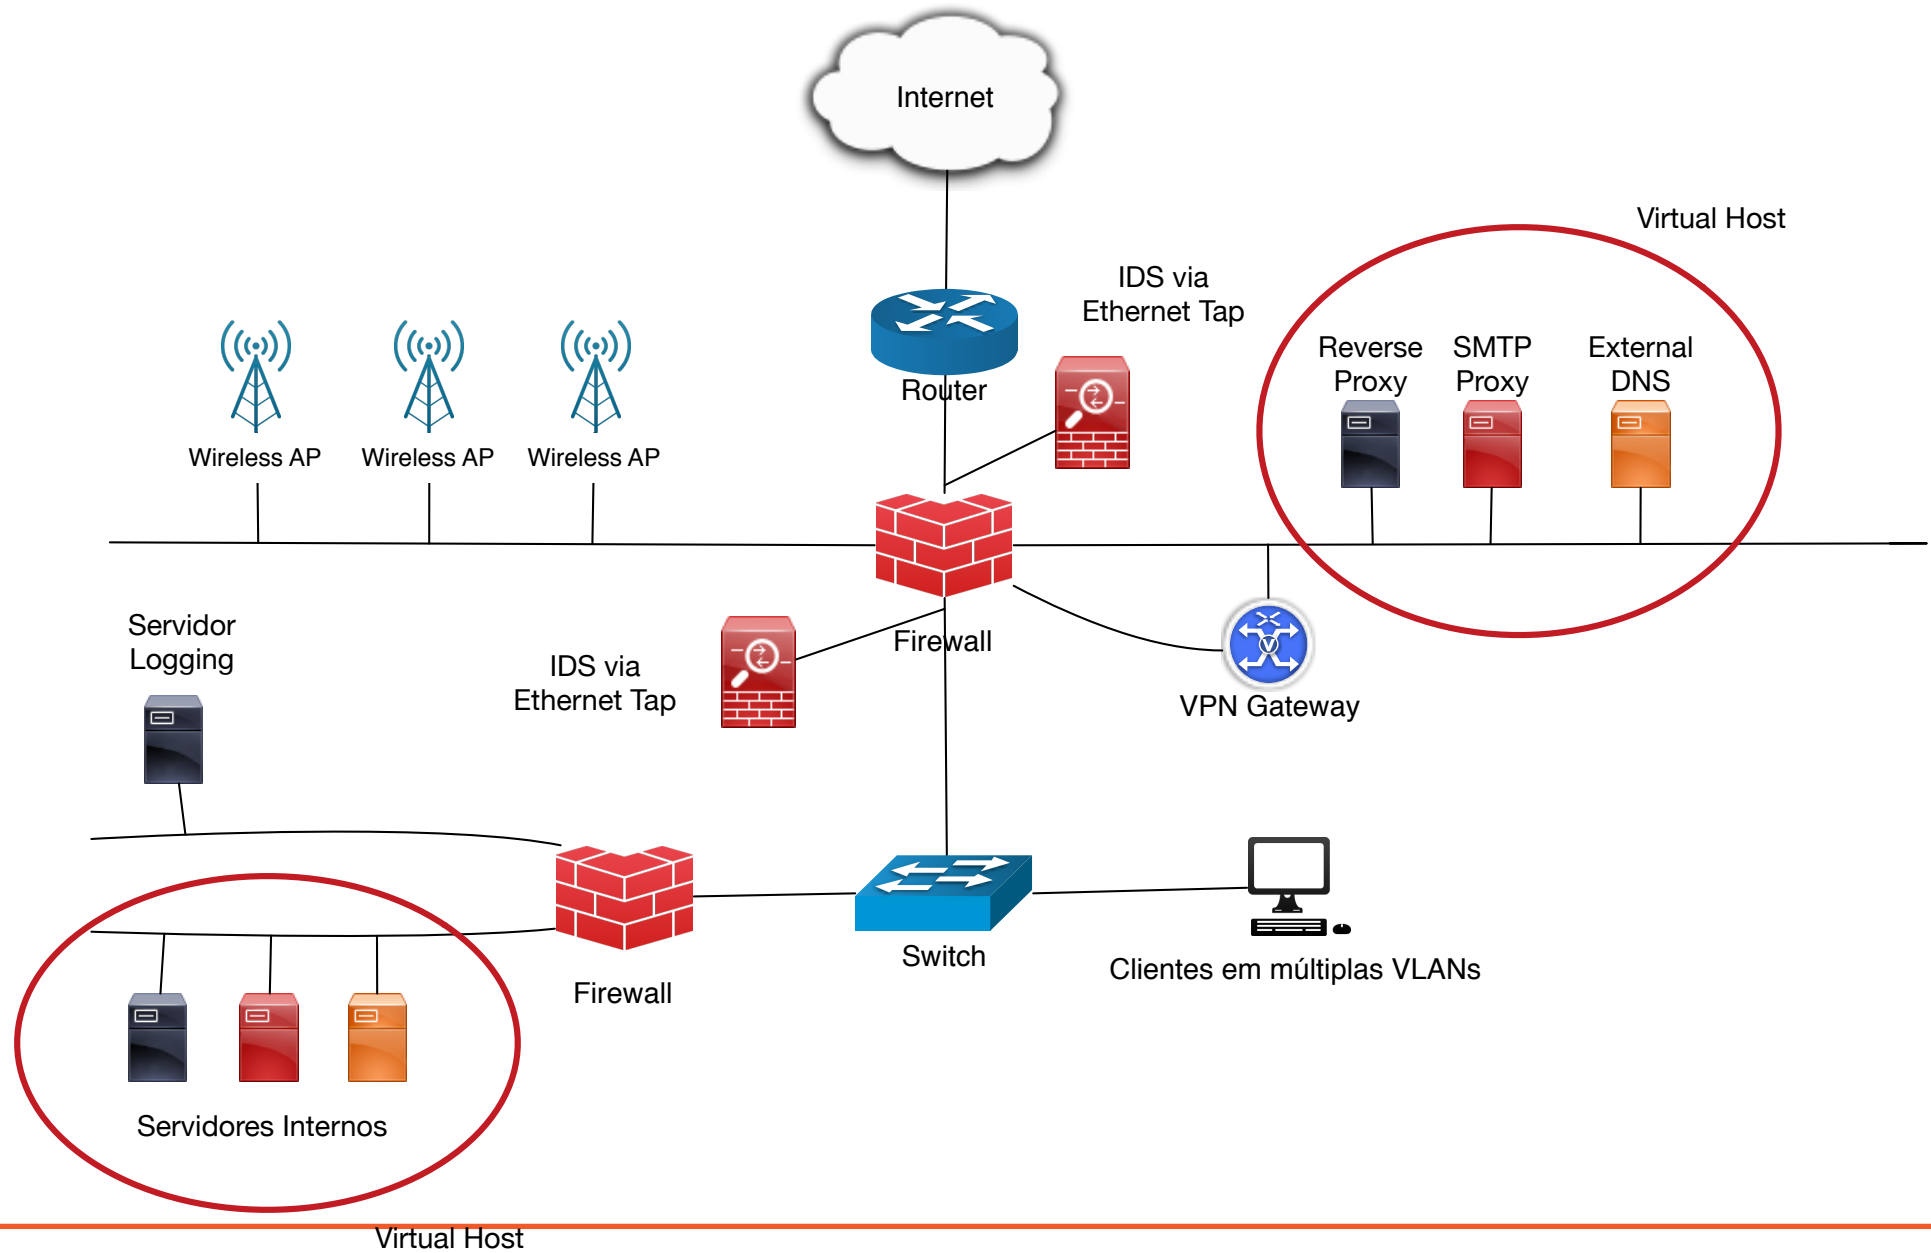 Internet
Virtual Host
IDS via
Ethernet Tap
Reverse
Proxy
SMTP
Proxy
External
DNS
Router
Wireless AP
Wireless AP
Wireless AP
Servidor
Logging
IDS via
Ethernet Tap
Firewall
V
VPN Gateway
Switch
Clientes em múltiplas VLANs
Firewall
Servidores Internos
Virtual Host